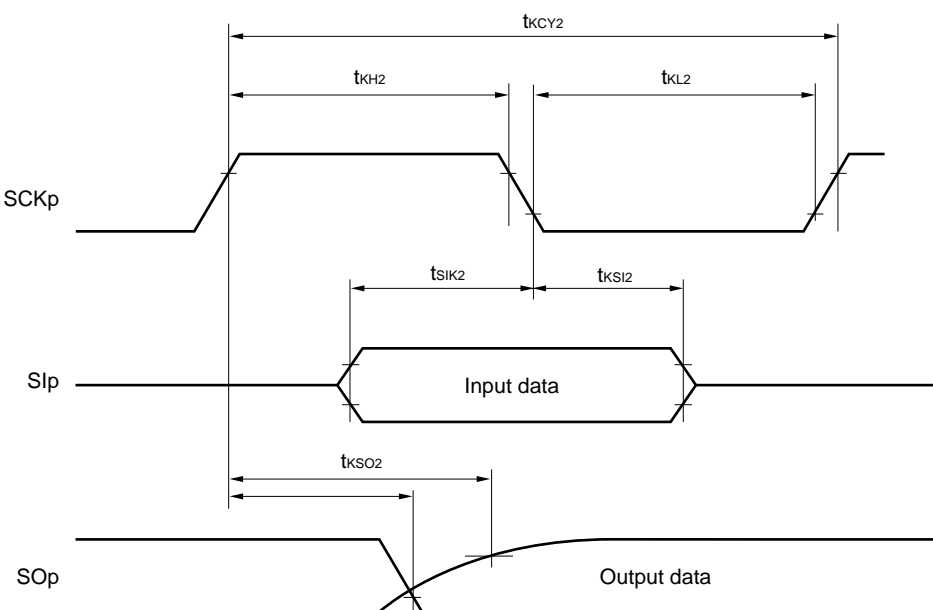 tKCY2
tKH2
tKL2
SCKp
tSIK2
tKSI2
SIp
Input data
tKSO2
SOp
Output data